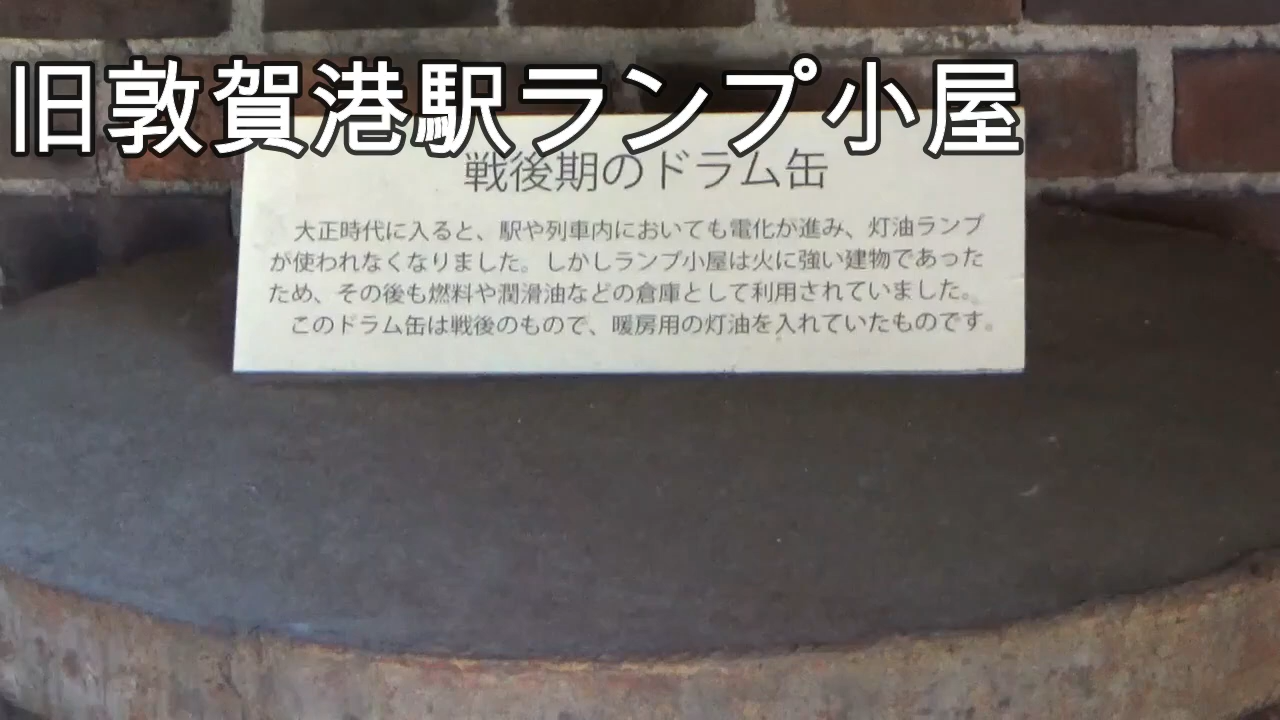 旧敦賀港駅ランプ小屋
戦後期のドラム缶
大正時代に入ると、駅や列車内においても電化が進み、灯油ランプ
が使われなくなりました。しかしランプ小屋は火に強い建物であった
ため、その後も燃料や潤滑油などの倉庫として利用されていました。
このドラム缶は戦後のもので、暖房用の灯油を入れていたものです。